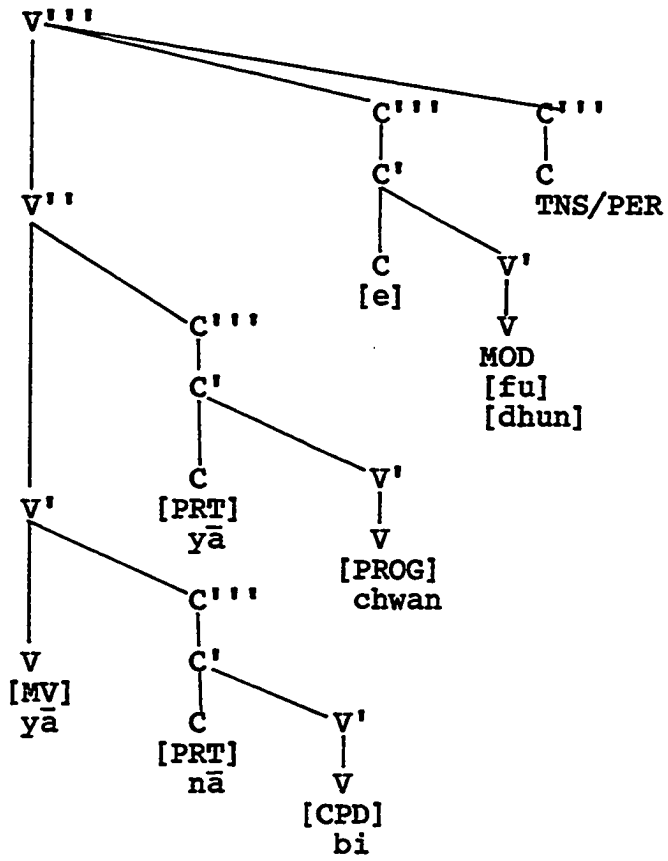 V'''
C''' C'''
C' C
V'' TNS/PER
C V'
[e]
C''' V
MOD
C' [fu]
[dhun]
C V'
V' [PRT]
yā V
[PROG]
C''' chwan
V C'
[MV]
yā C V'
[PRT]
nā V
[CPD]
bi